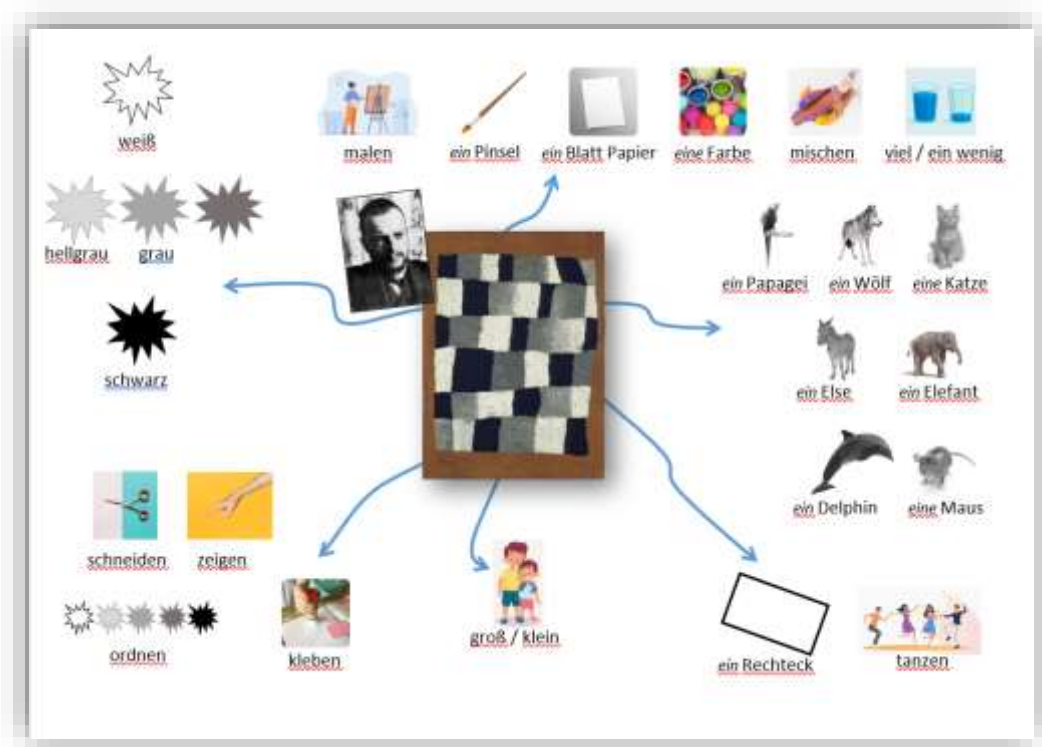 weiß
malen
ein Pinsel
ein Blatt Papier
eine Farbe
mischen
viel / ein wenig
hellgrau
grau
schwarz
ein Papagei
ein Wölf
eine Katze
ein Else
ein Elefant
ein Delphin
eine Maus
schneiden
zeigen
ordnen
kleben
groß / klein
ein Rechteck
tanzen